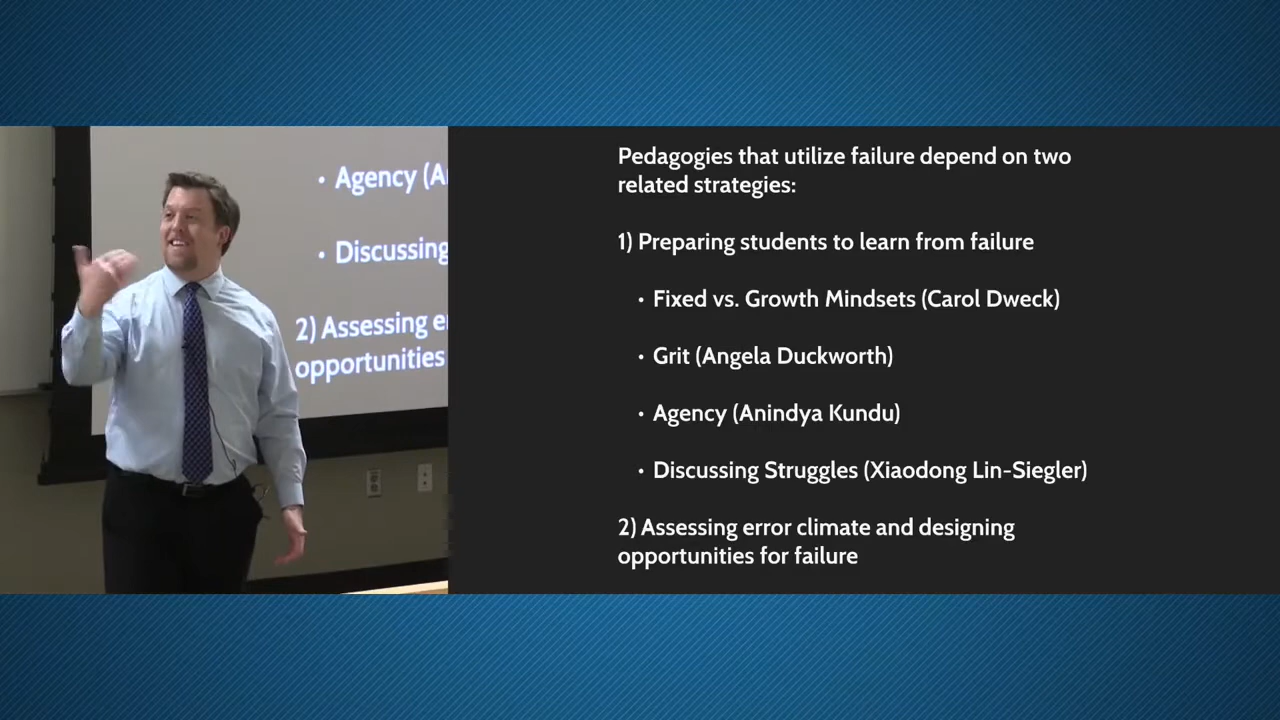 • Agency (A
• Discussing
2) Assessing e
opportunities
Pedagogies that utilize failure depend on two
related strategies:
1) Preparing students to learn from failure
• Fixed vs. Growth Mindsets (Carol Dweck)
• Grit (Angela Duckworth)
• Agency (Anindya Kundu)
• Discussing Struggles (Xiaodong Lin-Siegler)
2) Assessing error climate and designing
opportunities for failure